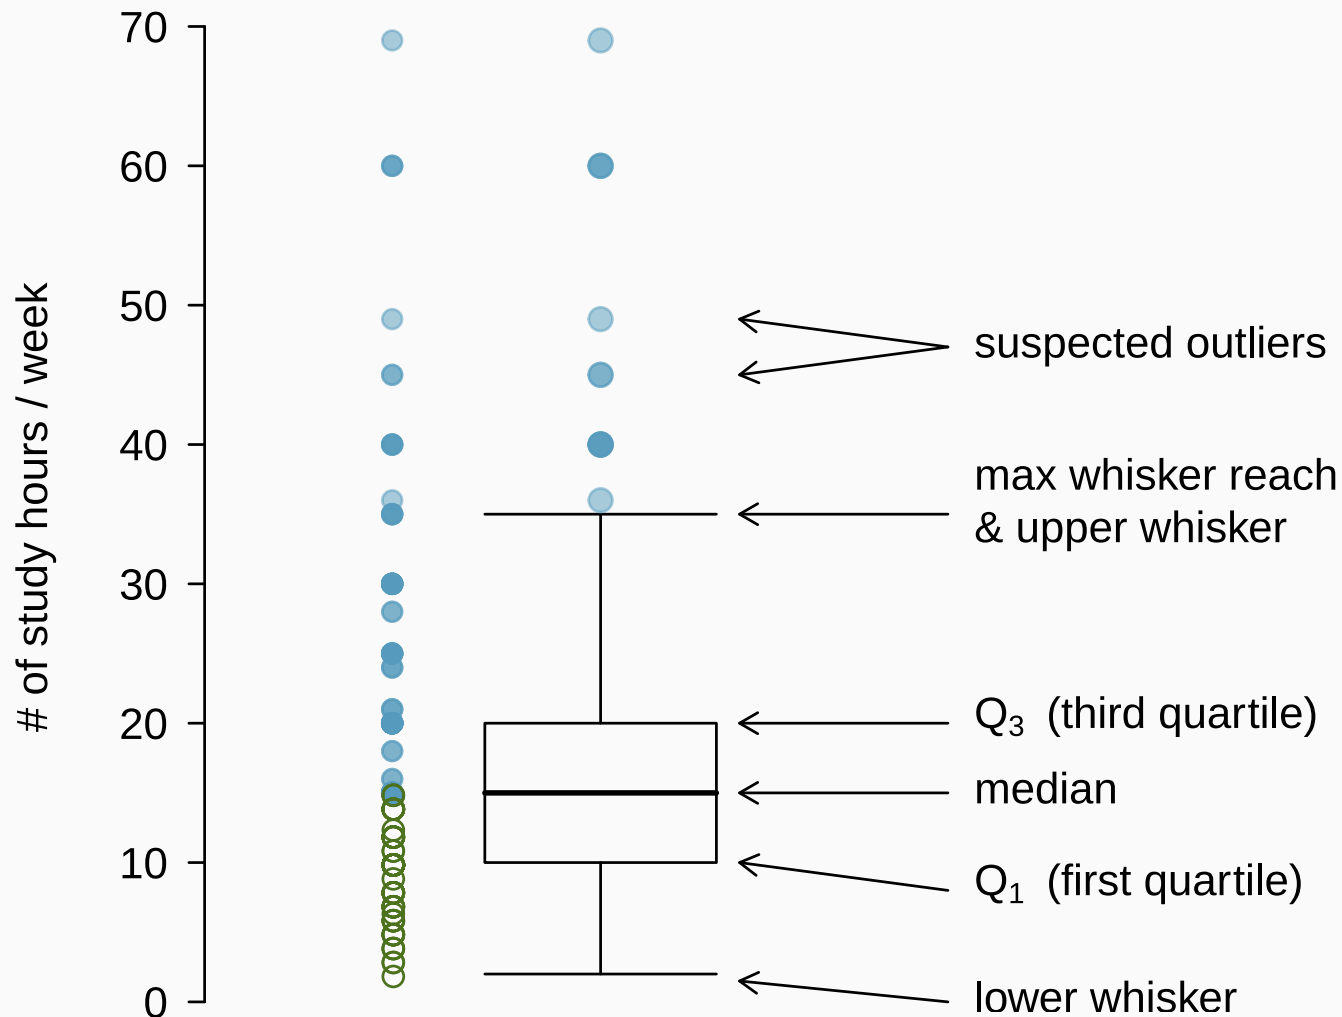 70
60
50
40
30
20
10
0
# of study hours / week
suspected outliers
max whisker reach
& upper whisker
Q₃ (third quartile)
median
Q₁ (first quartile)
lower whisker